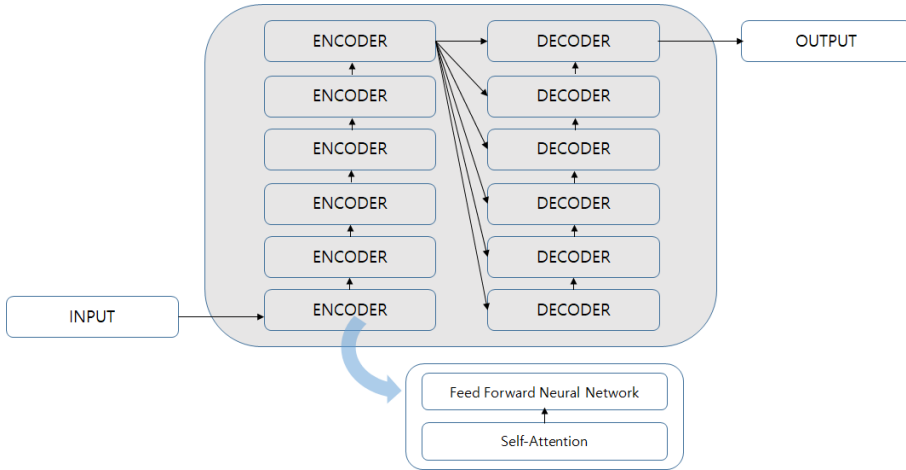 ENCODER
DECODER
OUTPUT
ENCODER
DECODER
ENCODER
DECODER
ENCODER
DECODER
ENCODER
DECODER
INPUT
ENCODER
DECODER
Feed Forward Neural Network
Self-Attention